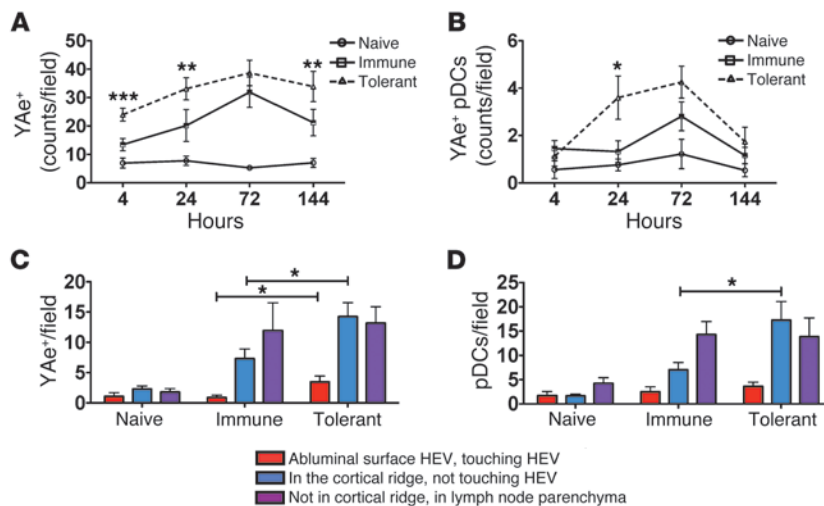 A
YAe+
(counts/field)
50
40
30
20
10
0
***
**
**
Naive
Immune
Tolerant
4
24
72
144
Hours
B
YAe+ pDCs
(counts/field)
6
4
2
0
*
Naive
Immune
Tolerant
4
24
72
144
Hours
C
YAe+/field
20
15
10
5
0
*
*
Naive
Immune
Tolerant
D
pDCs/field
25
20
15
10
5
0
*
Naive
Immune
Tolerant
Abluminal surface HEV, touching HEV
In the cortical ridge, not touching HEV
Not in cortical ridge, in lymph node parenchyma